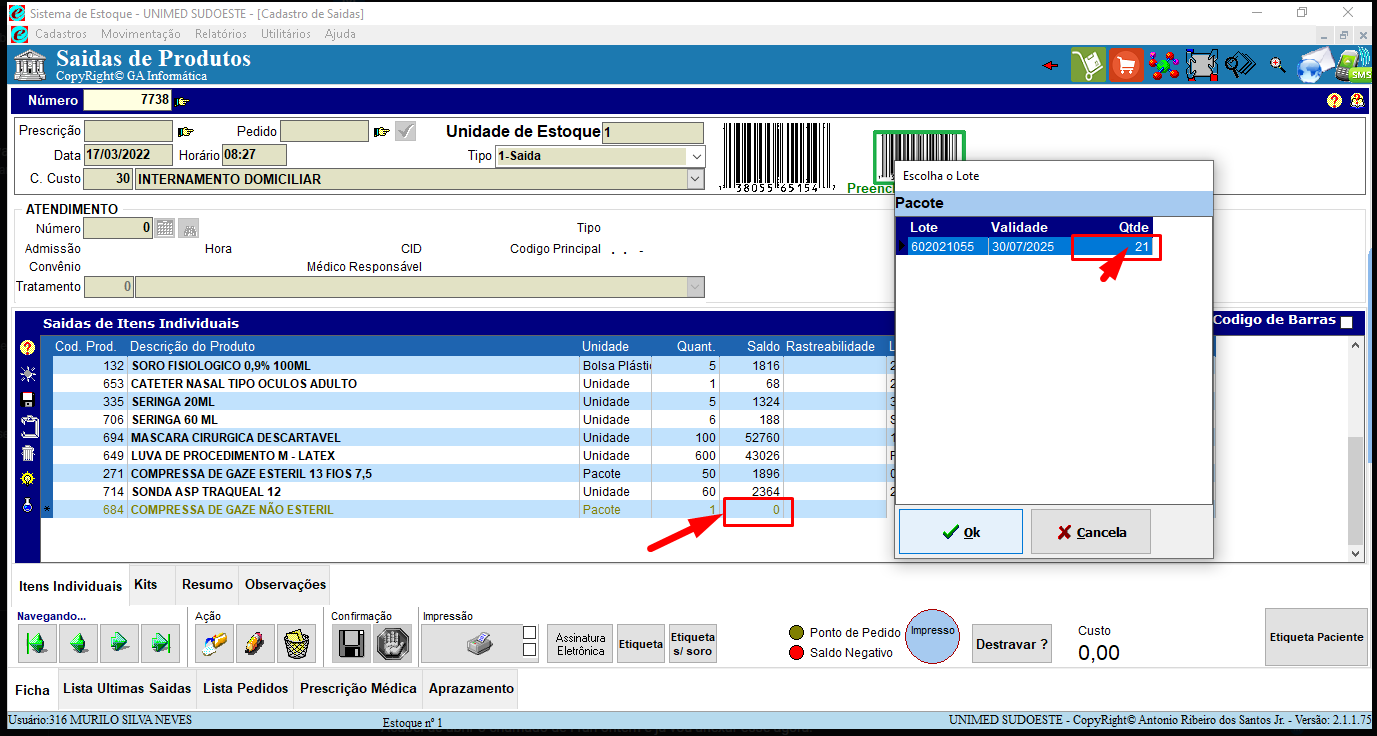 Sistema de Estoque - UNIMED SUDOESTE - [Cadastro de Saidas]
Cadastros Movimentação Relatórios Utilitários Ajuda
Saidas de Produtos
CopyRight© GA Informática
SMS
Número 7738
Prescrição Pedido Unidade de Estoque 1
Data 17/03/2022 Horário 08:27 Tipo 1-Saida
C. Custo 30 INTERNAMENTO DOMICILIAR
38055 65154
Preenc
ATENDIMENTO
Número 0 Tipo
Admissão Hora CID Codigo Principal . . -
Convênio Médico Responsável
Tratamento 0
Escolha o Lote
Pacote
Lote Validade Qtde
602021055 30/07/2025 21
Ok Cancela
Saidas de Itens Individuais Codigo de Barras
Cod. Prod. Descrição do Produto Unidade Quant. Saldo Rastreabilidade L
132 SORO FISIOLOGICO 0,9% 100ML Bolsa Plásti 5 1816 2
653 CATETER NASAL TIPO OCULOS ADULTO Unidade 1 68 2
335 SERINGA 20ML Unidade 5 1324 3
706 SERINGA 60 ML Unidade 6 188 S
694 MASCARA CIRURGICA DESCARTAVEL Unidade 100 52760 1
649 LUVA DE PROCEDIMENTO M - LATEX Unidade 600 43026 F
271 COMPRESSA DE GAZE ESTERIL 13 FIOS 7,5 Pacote 50 1896 0
714 SONDA ASP TRAQUEAL 12 Unidade 60 2364 2
* 684 COMPRESSA DE GAZE NÃO ESTERIL Pacote 1 0
Itens Individuais Kits Resumo Observações
Navegando... Ação Confirmação Impressão
Assinatura Eletrônica Etiqueta Etiqueta s/ soro
Ponto de Pedido
Saldo Negativo
Impresso
Destravar ?
Custo
0,00
Etiqueta Paciente
Ficha Lista Ultimas Saidas Lista Pedidos Prescrição Médica Aprazamento
Usuário:316 MURILO SILVA NEVES Estoque nº 1 UNIMED SUDOESTE - CopyRight© Antonio Ribeiro dos Santos Jr. - Versão: 2.1.1.75